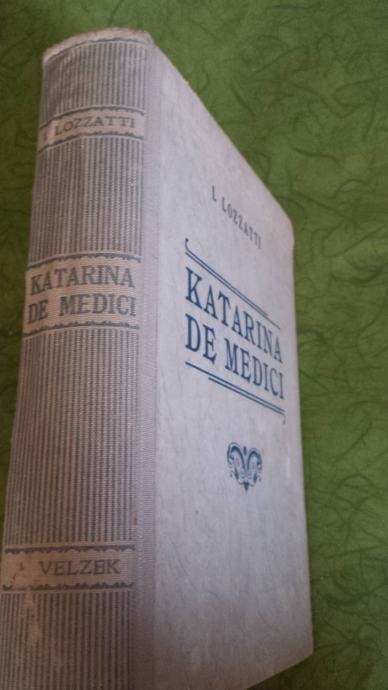 I. LOZZATTI
KATARINA
DE MEDICI
VELZEK
I. LOZZATTI
KATARINA
DE MEDICI